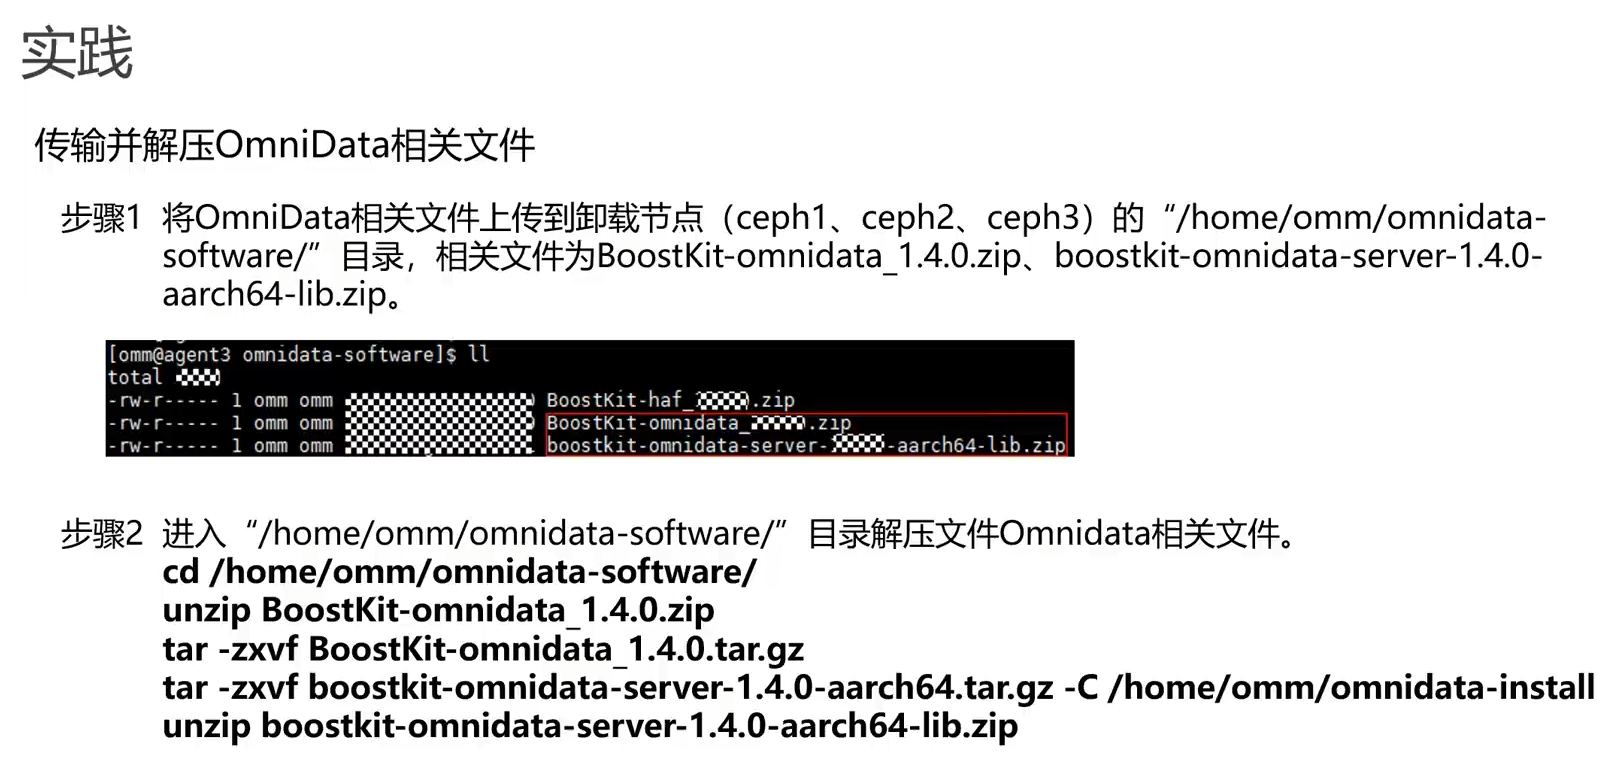 实践
传输并解压OmniData相关文件
步骤1 将OmniData相关文件上传到卸载节点（ceph1、ceph2、ceph3）的“/home/omm/omnidata-
software/”目录，相关文件为BoostKit-omnidata_1.4.0.zip、boostkit-omnidata-server-1.4.0-
aarch64-lib.zip。
[omm@agent3 omnidata-software]$ ll
total
-rw-r----- 1 omm omm BoostKit-haf_ .zip
-rw-r----- 1 omm omm BoostKit-omnidata_ .zip
-rw-r----- 1 omm omm boostkit-omnidata-server- -aarch64-lib.zip
步骤2 进入“/home/omm/omnidata-software/”目录解压文件Omnidata相关文件。
cd /home/omm/omnidata-software/
unzip BoostKit-omnidata_1.4.0.zip
tar -zxvf BoostKit-omnidata_1.4.0.tar.gz
tar -zxvf boostkit-omnidata-server-1.4.0-aarch64.tar.gz -C /home/omm/omnidata-install
unzip boostkit-omnidata-server-1.4.0-aarch64-lib.zip